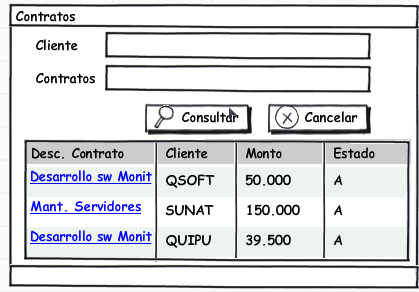 Contratos
Cliente
Contratos
Consultar Cancelar
Desc. Contrato Cliente Monto Estado
Desarrollo sw Monit QSOFT 50.000 A
Mant. Servidores SUNAT 150.000 A
Desarrollo sw Monit QUIPU 39.500 A